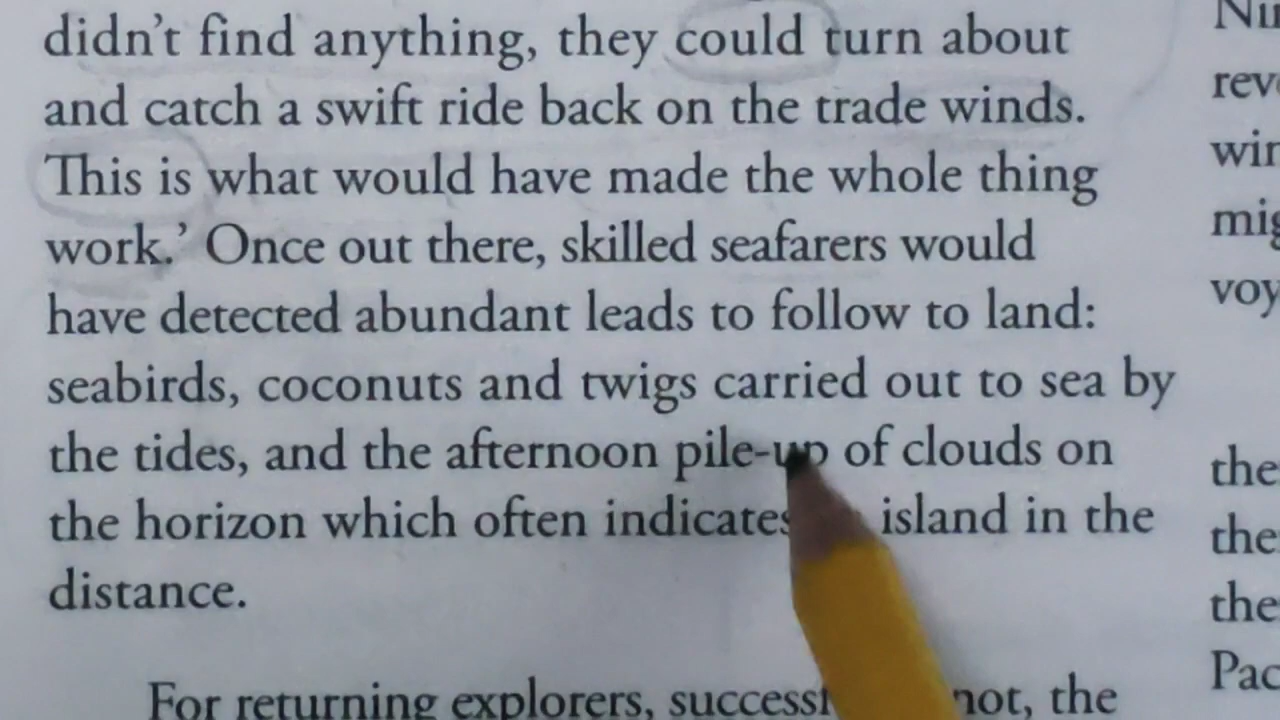 didn't find anything, they could turn about
and catch a swift ride back on the trade winds.
This is what would have made the whole thing
work.' Once out there, skilled seafarers would
have detected abundant leads to follow to land:
seabirds, coconuts and twigs carried out to sea by
the tides, and the afternoon pile-up of clouds on
the horizon which often indicates island in the
distance.
For returning explorers, not, the
the
the
the